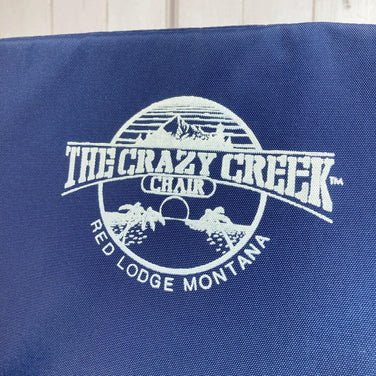 THE CRAZY CREEK™
CHAIR
RED LODGE MONTANA